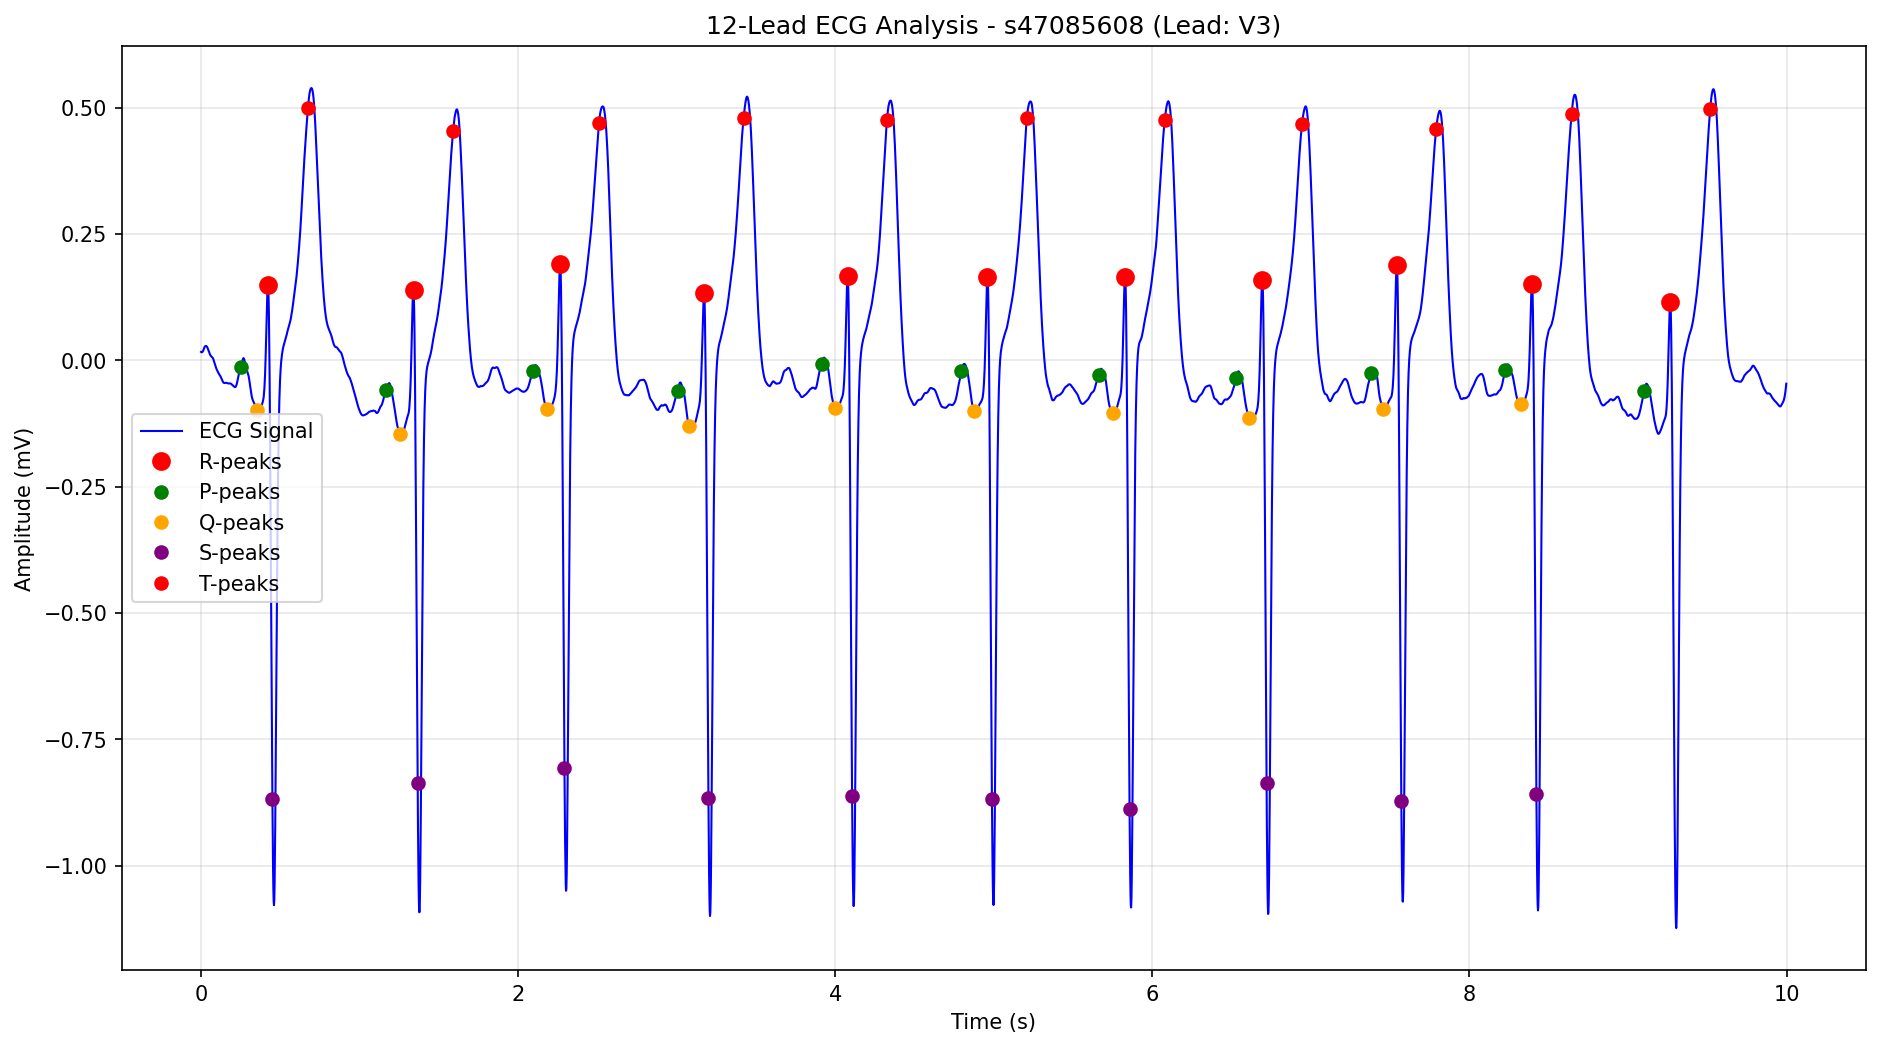 12-Lead ECG Analysis - s47085608 (Lead: V3)
Amplitude (mV)
0.50
0.25
0.00
−0.25
−0.50
−0.75
−1.00
ECG Signal
R-peaks
P-peaks
Q-peaks
S-peaks
T-peaks
0 2 4 6 8 10
Time (s)